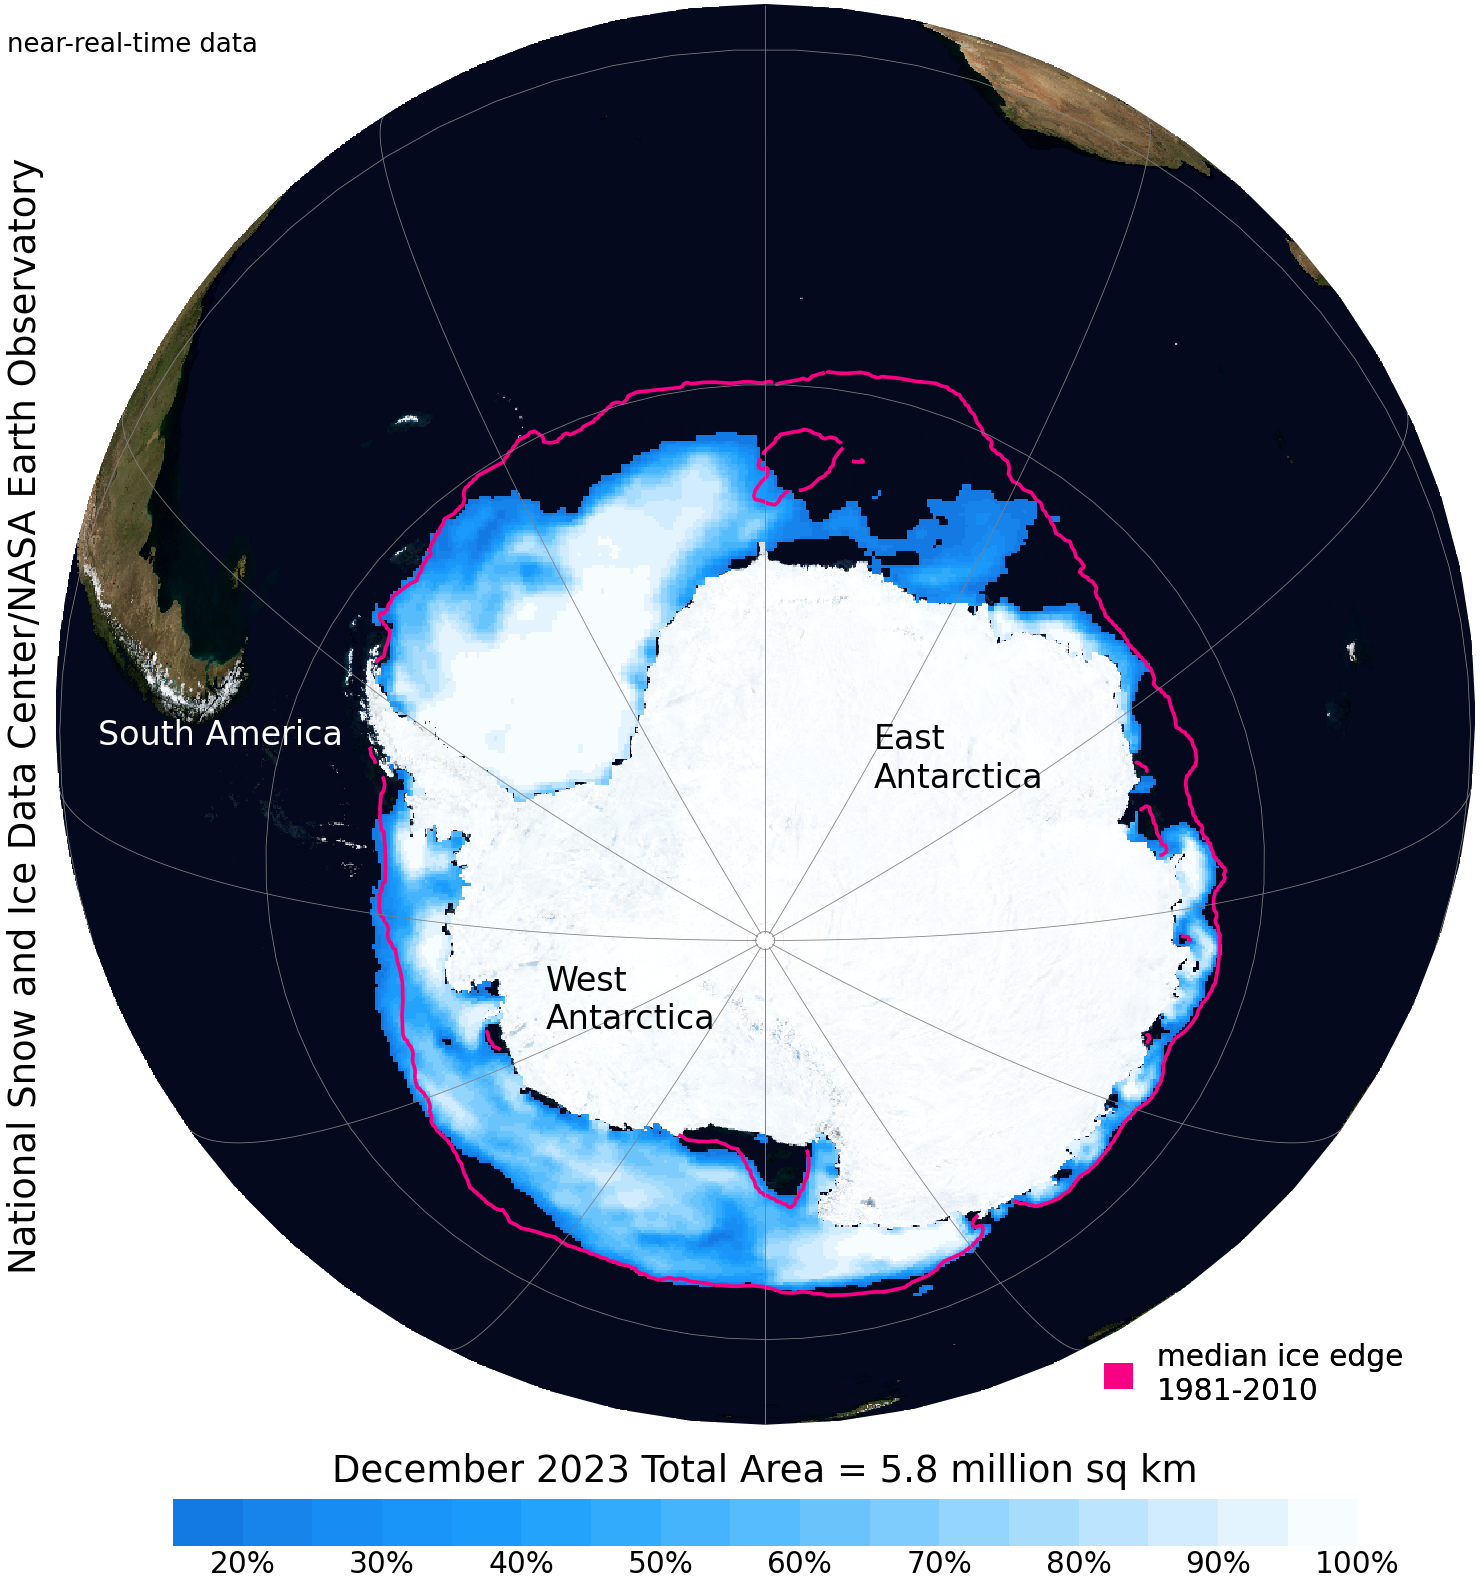 near-real-time data
National Snow and Ice Data Center/NASA Earth Observatory
South America
East
Antarctica
West
Antarctica
median ice edge
1981-2010
December 2023 Total Area = 5.8 million sq km
20% 30% 40% 50% 60% 70% 80% 90% 100%